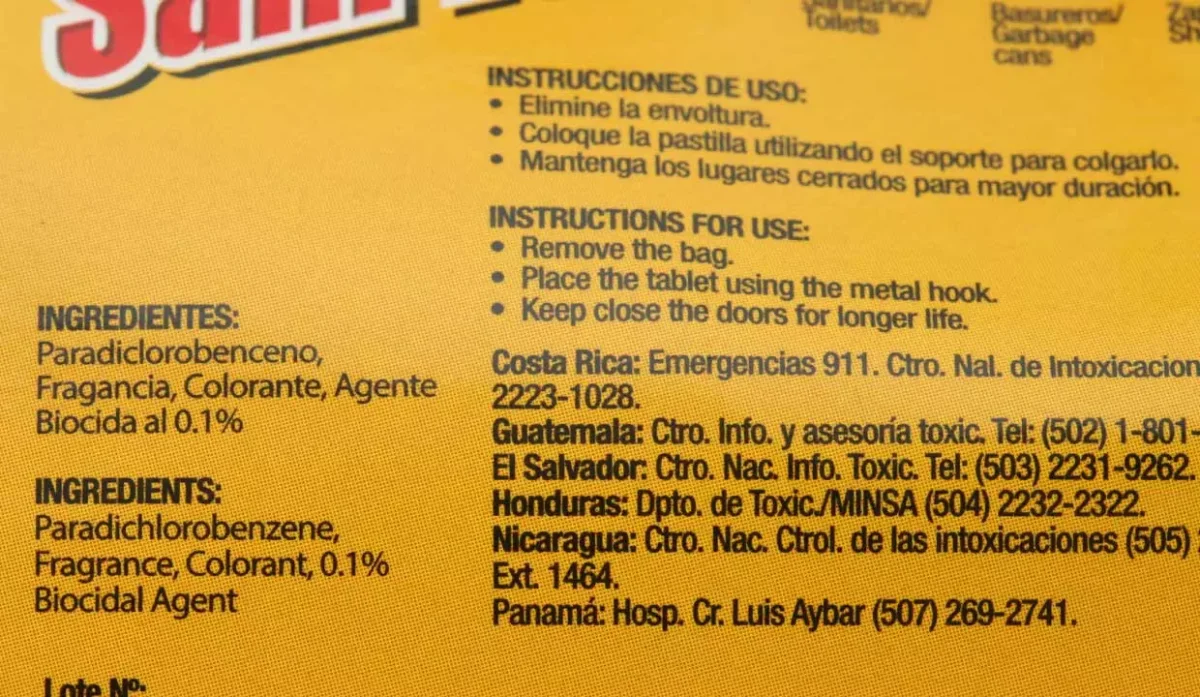 Sanitarios/
Toilets
Basureros/
Garbage
cans
INSTRUCCIONES DE USO:
• Elimine la envoltura.
• Coloque la pastilla utilizando el soporte para colgarlo.
• Mantenga los lugares cerrados para mayor duración.
INSTRUCTIONS FOR USE:
• Remove the bag.
• Place the tablet using the metal hook.
• Keep close the doors for longer life.
INGREDIENTES:
Paradiclorobenceno,
Fragancia, Colorante, Agente
Biocida al 0.1%
INGREDIENTS:
Paradichlorobenzene,
Fragrance, Colorant, 0.1%
Biocidal Agent
Costa Rica: Emergencias 911. Ctro. Nal. de Intoxicacion
2223-1028.
Guatemala: Ctro. Info. y asesoría toxic. Tel: (502) 1-801-
El Salvador: Ctro. Nac. Info. Toxic. Tel: (503) 2231-9262.
Honduras: Dpto. de Toxic./MINSA (504) 2232-2322.
Nicaragua: Ctro. Nac. Ctrol. de las intoxicaciones (505)
Ext. 1464.
Panamá: Hosp. Cr. Luis Aybar (507) 269-2741.
Lote Nº: